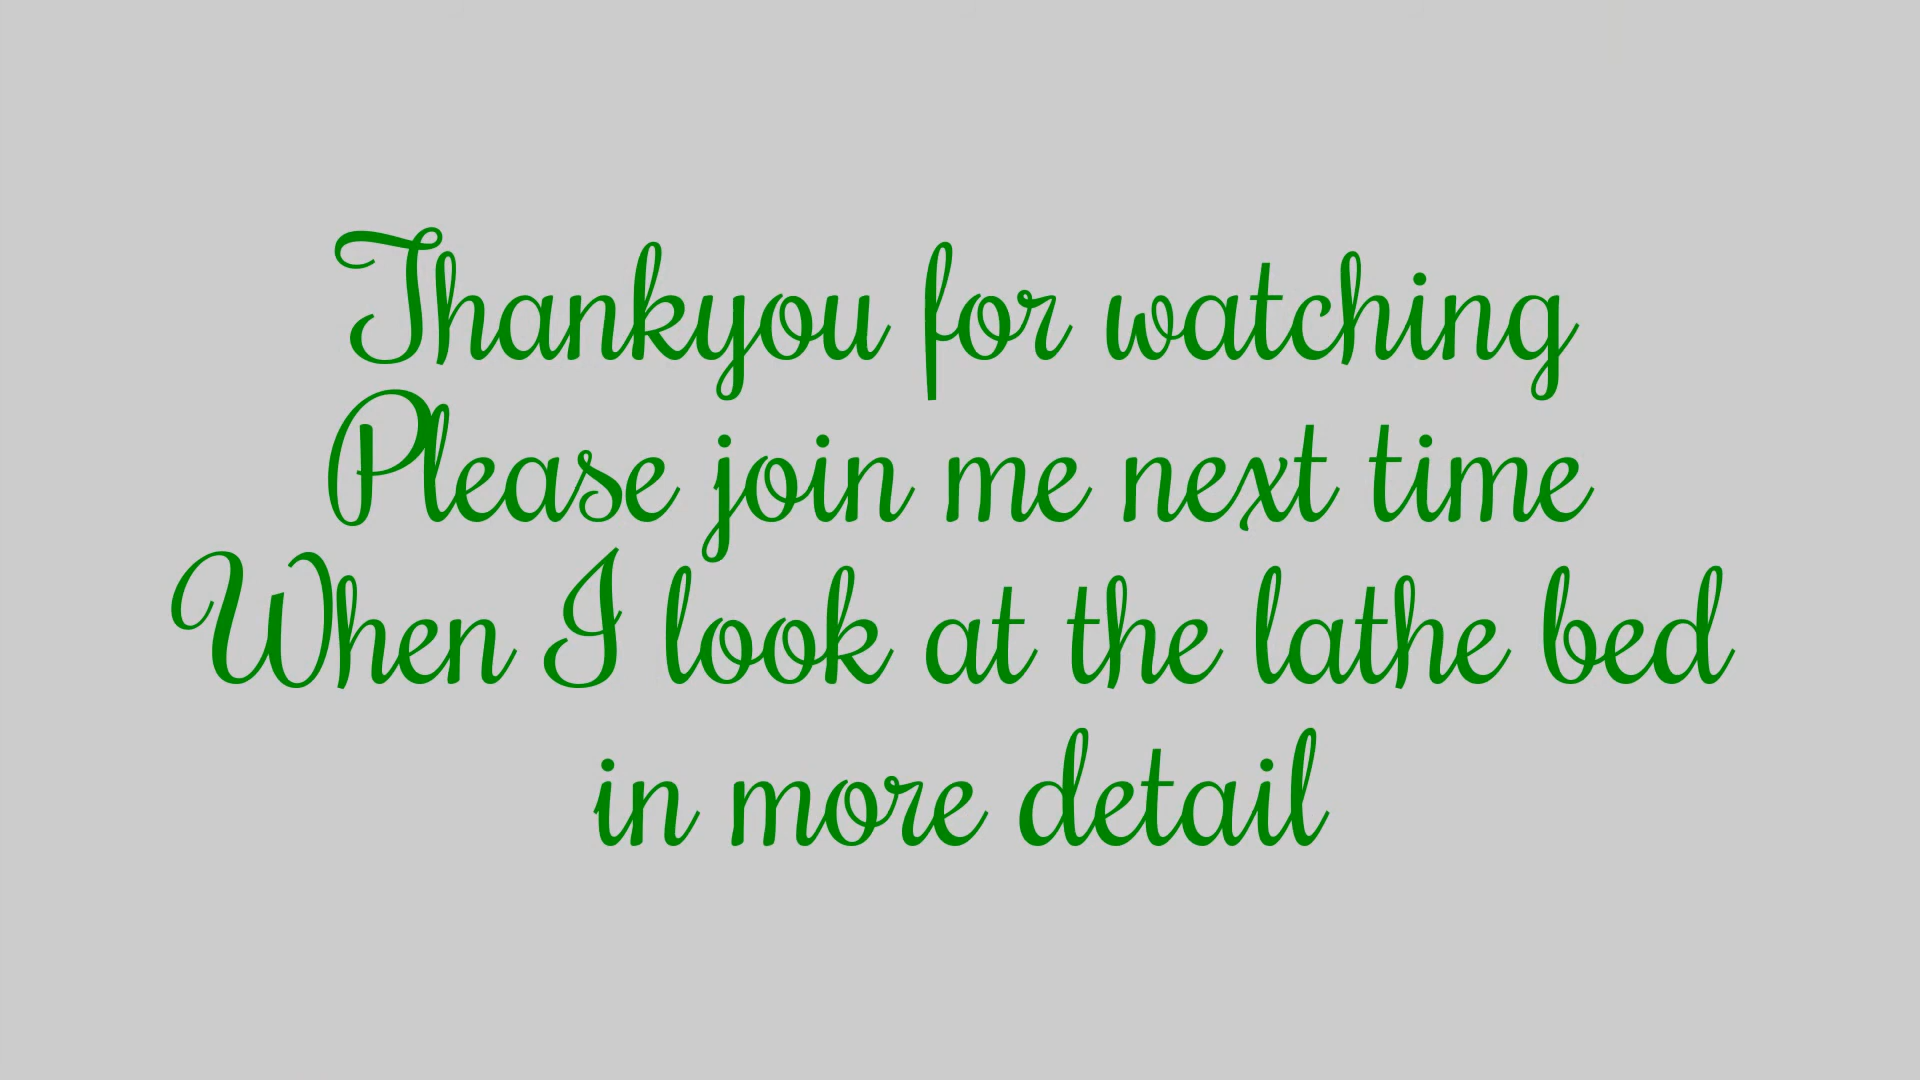 Thankyou for watching
Please join me next time
When I look at the lathe bed
in more detail